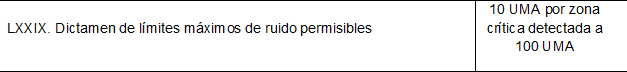 LXXIX. Dictamen de límites máximos de ruido permisibles
10 UMA por zona
crítica detectada a
100 UMA